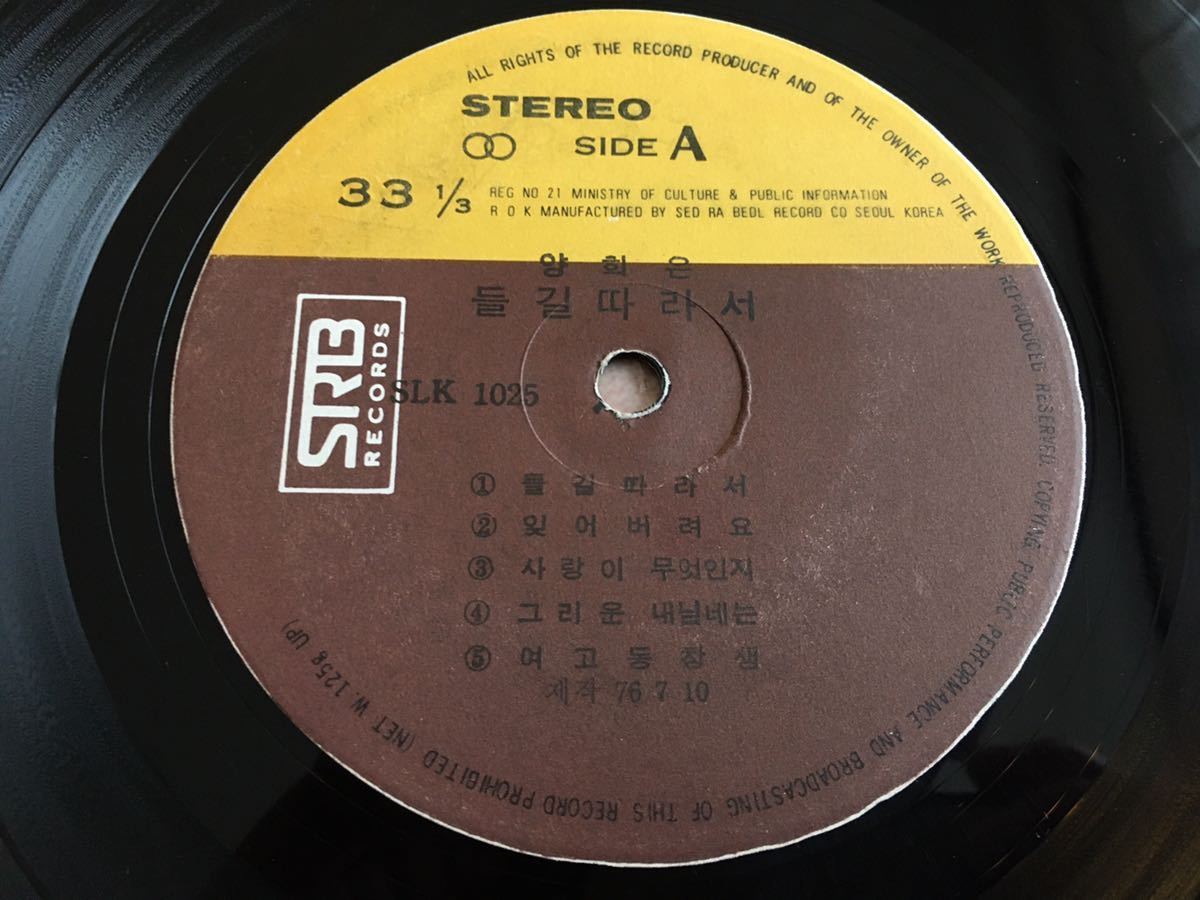 ALL RIGHTS OF THE RECORD PRODUCER AND OF THE OWNER OF THE WORK REPRODUCED RESERVED. COPYING PUBLIC PERFORMANCE AND BROADCASTING OF THIS RECORD PROHIBITED (NET W. 125g UP)
STEREO
SIDE A
33 1/3
REG NO 21 MINISTRY OF CULTURE & PUBLIC INFORMATION
R O K MANUFACTURED BY SED RA BEDL RECORD CO SEOUL KOREA
양 희 은
들 길 따 라 서
SRB
RECORDS
SLK 1025
① 들 길 따 라 서
② 잊 어 버 려 요
③ 사 랑 이 무엇인지
④ 그 리 운 내님네는
⑤ 여 고 동 창 생
제작 76 7 10